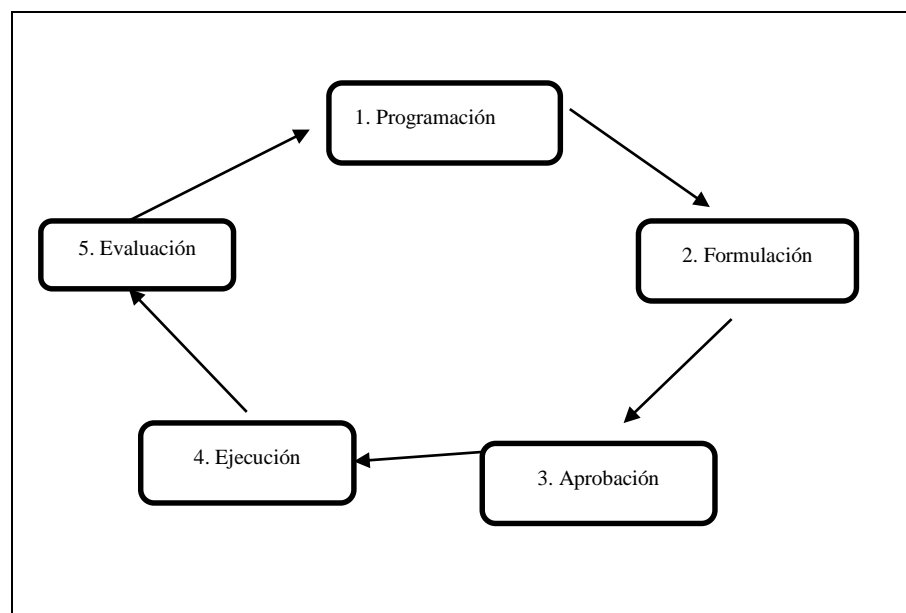 1. Programación
2. Formulación
3. Aprobación
4. Ejecución
5. Evaluación